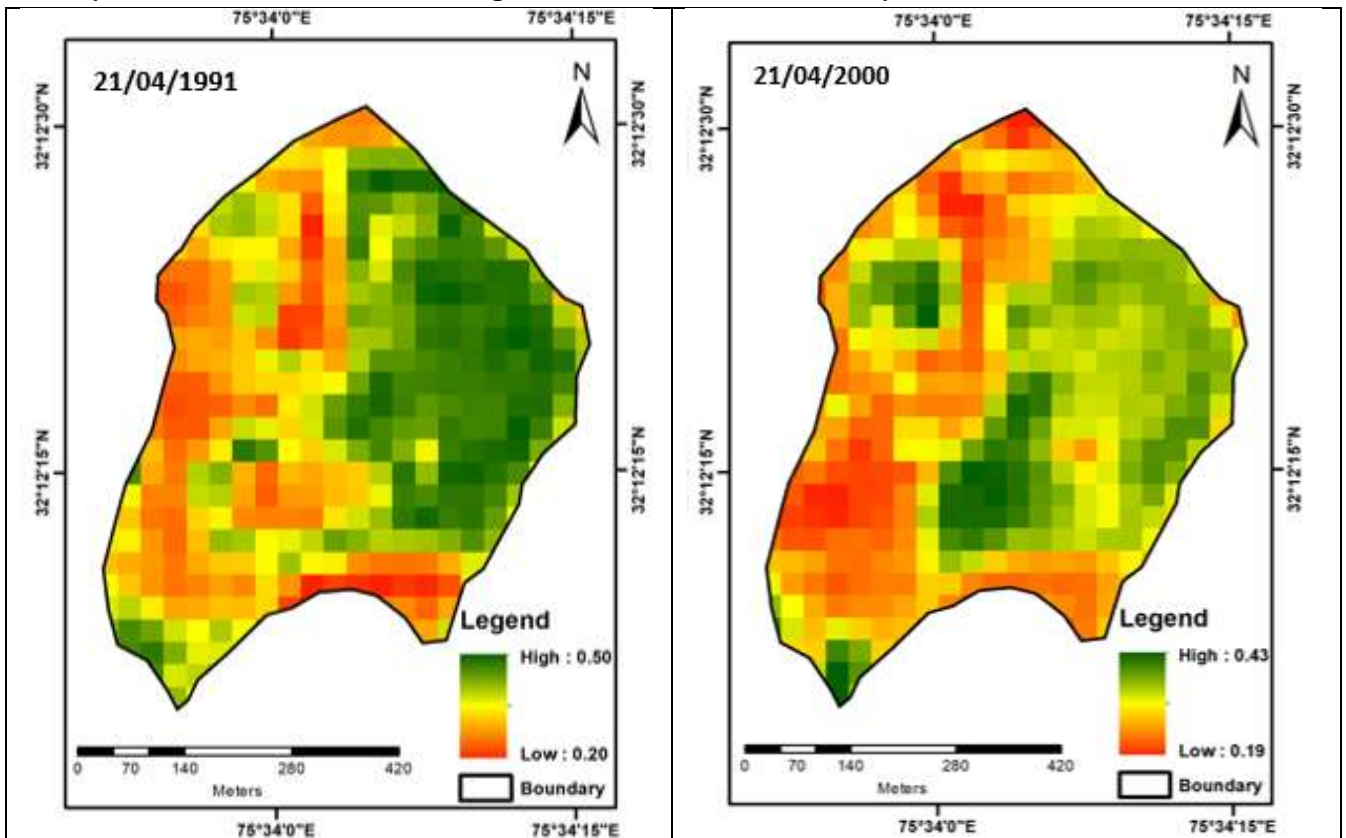 75°34'0"E
75°34'15"E
21/04/1991
N
32°12'30"N
32°12'30"N
32°12'15"N
32°12'15"N
Legend
High : 0.50
Low : 0.20
Boundary
0 70 140 280 420
Meters
75°34'0"E
75°34'15"E
75°34'0"E
75°34'15"E
21/04/2000
N
32°12'30"N
32°12'30"N
32°12'15"N
32°12'15"N
Legend
High : 0.43
Low : 0.19
Boundary
0 70 140 280 420
Meters
75°34'0"E
75°34'15"E